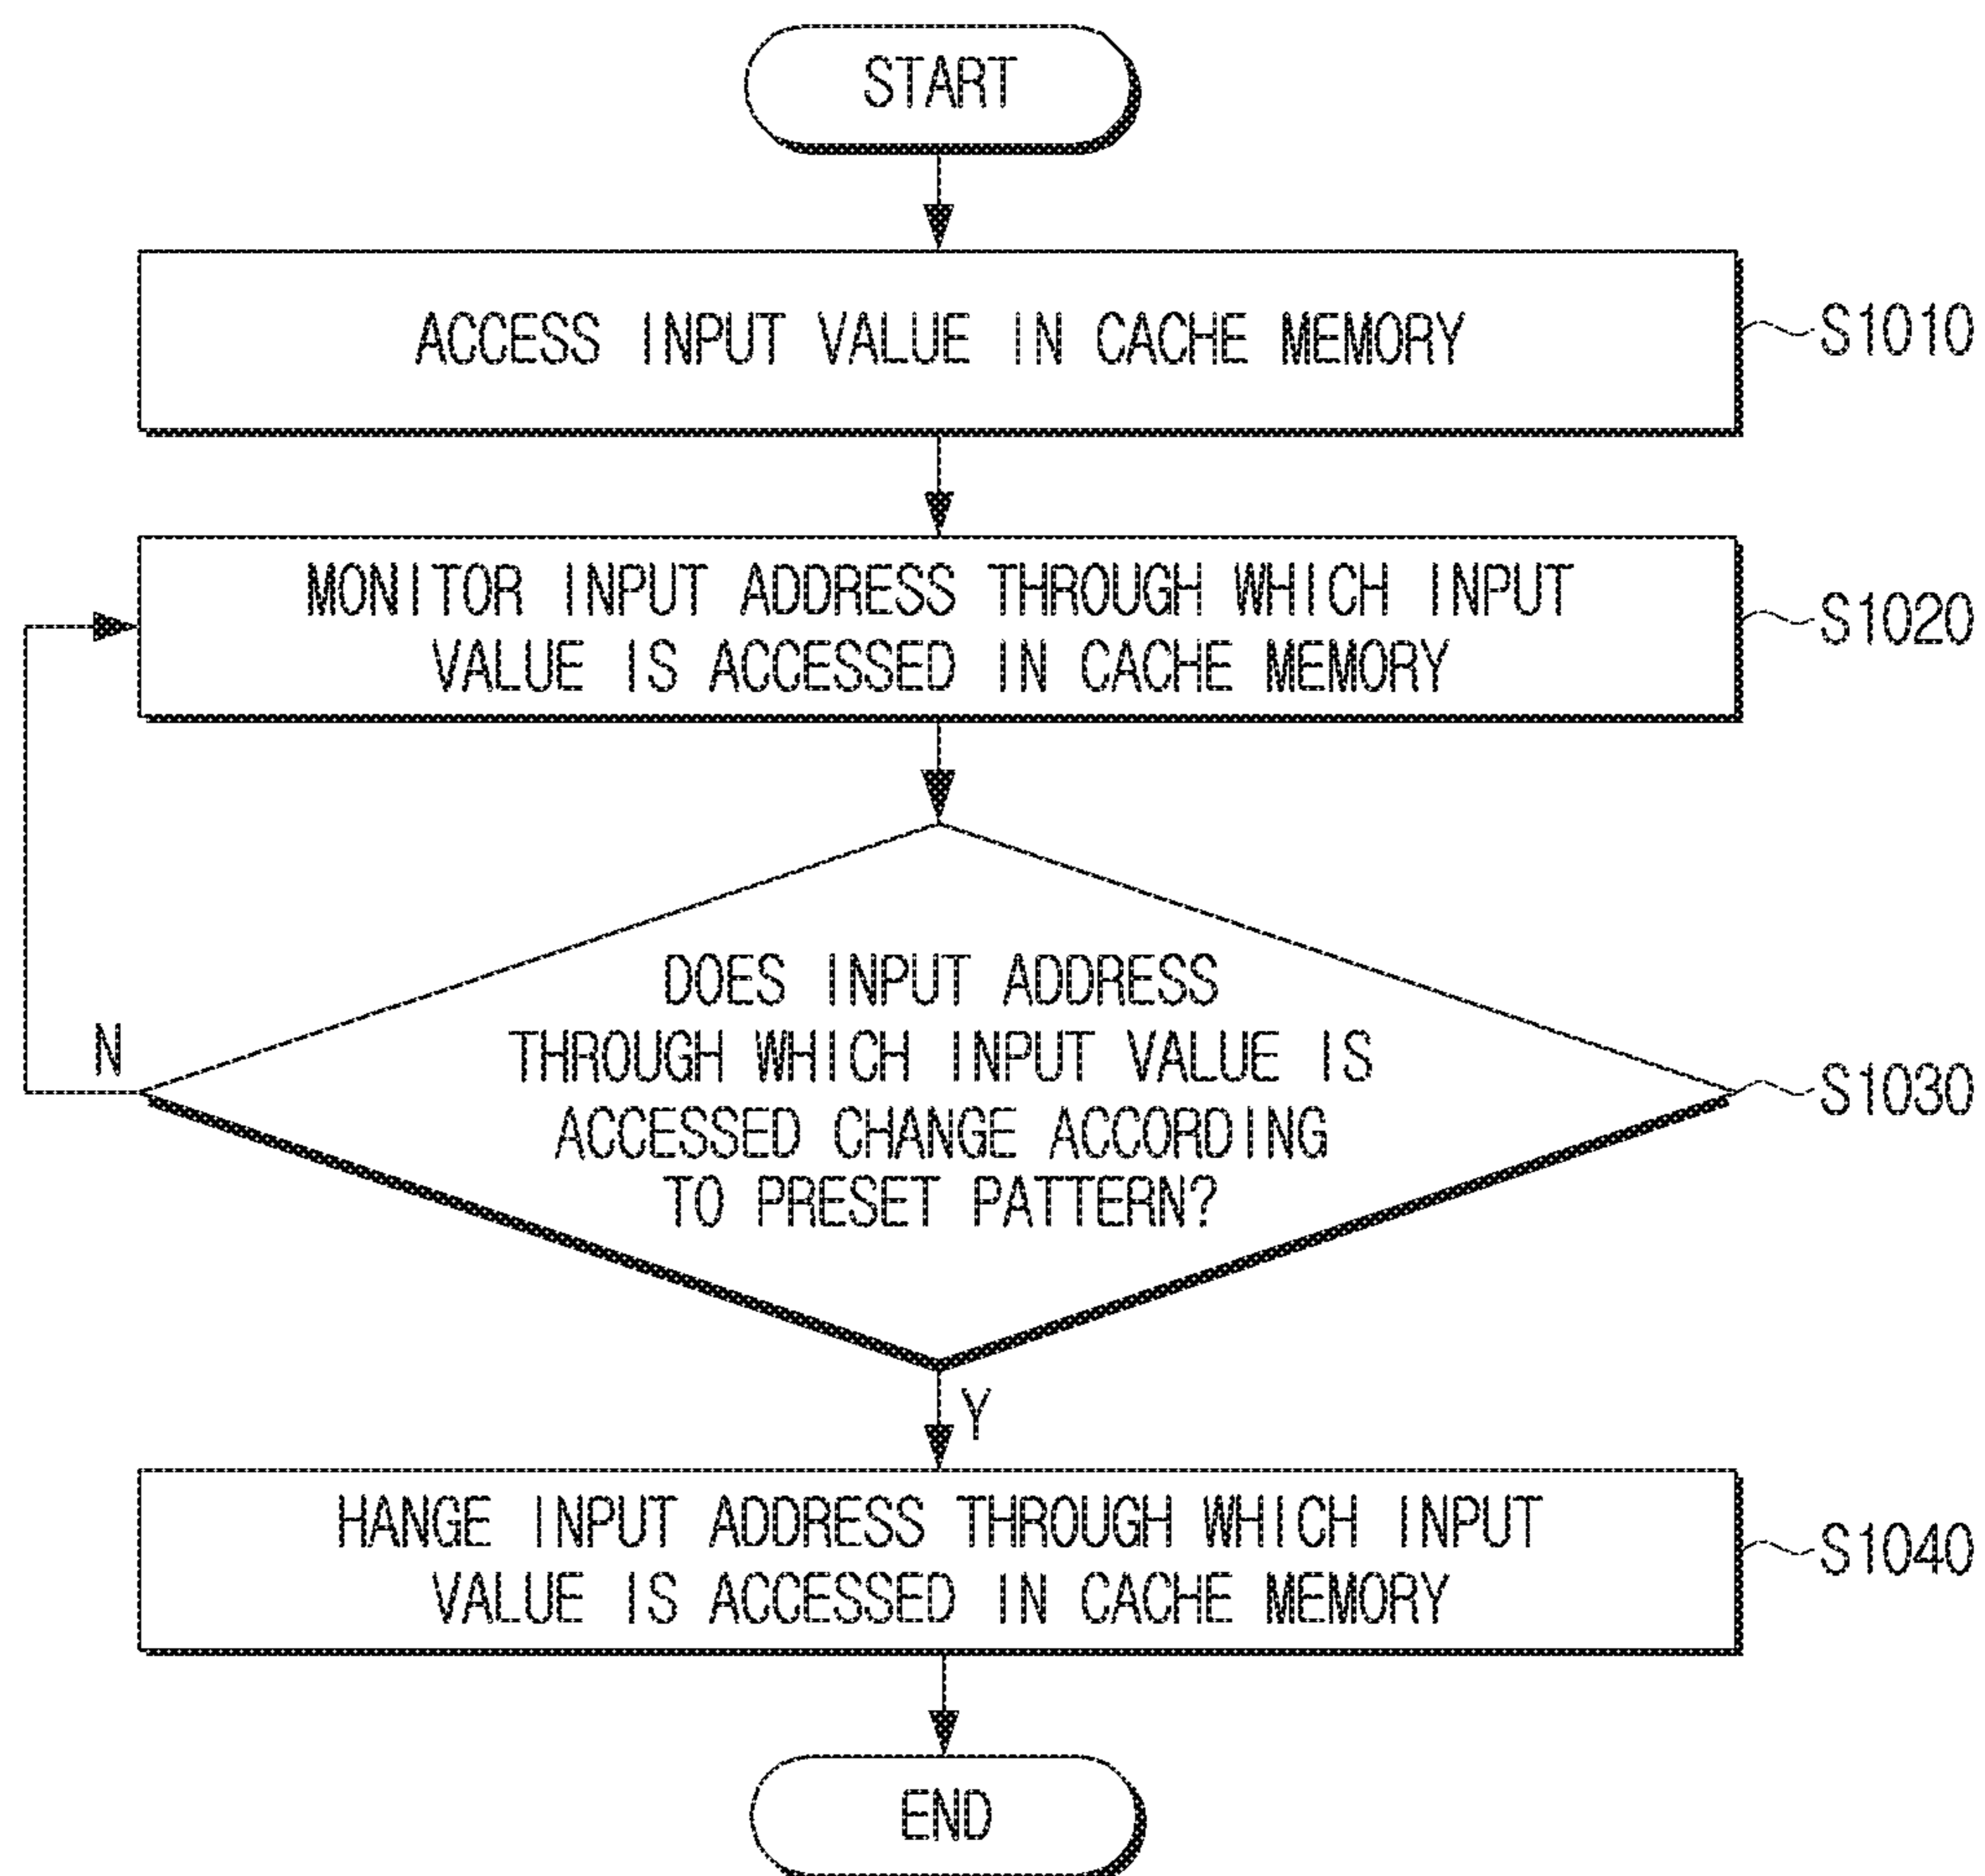 START
ACCESS INPUT VALUE IN CACHE MEMORY
S1010
MONITOR INPUT ADDRESS THROUGH WHICH INPUT
VALUE IS ACCESSED IN CACHE MEMORY
S1020
DOES INPUT ADDRESS
THROUGH WHICH INPUT VALUE IS
ACCESSED CHANGE ACCORDING
TO PRESET PATTERN?
N
S1030
Y
HANGE INPUT ADDRESS THROUGH WHICH INPUT
VALUE IS ACCESSED IN CACHE MEMORY
S1040
END